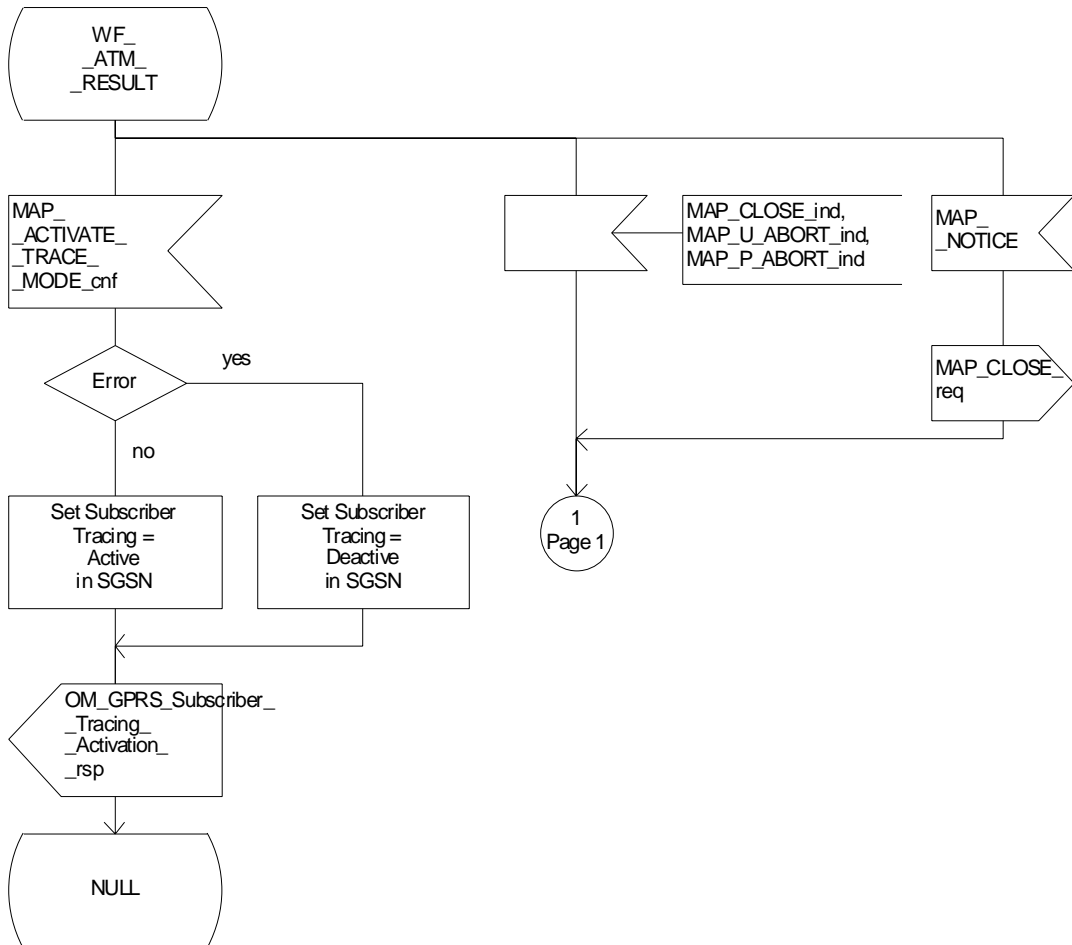 WF_
_ATM_
_RESULT
MAP_
_ACTIVATE_
_TRACE_
_MODE_cnf
MAP_CLOSE_ind,
MAP_U_ABORT_ind,
MAP_P_ABORT_ind
MAP_
_NOTICE
Error
yes
no
MAP_CLOSE_
req
Set Subscriber
Tracing =
Active
in SGSN
Set Subscriber
Tracing =
Deactive
in SGSN
1
Page 1
OM_GPRS_Subscriber_
_Tracing_
_Activation_
_rsp
NULL